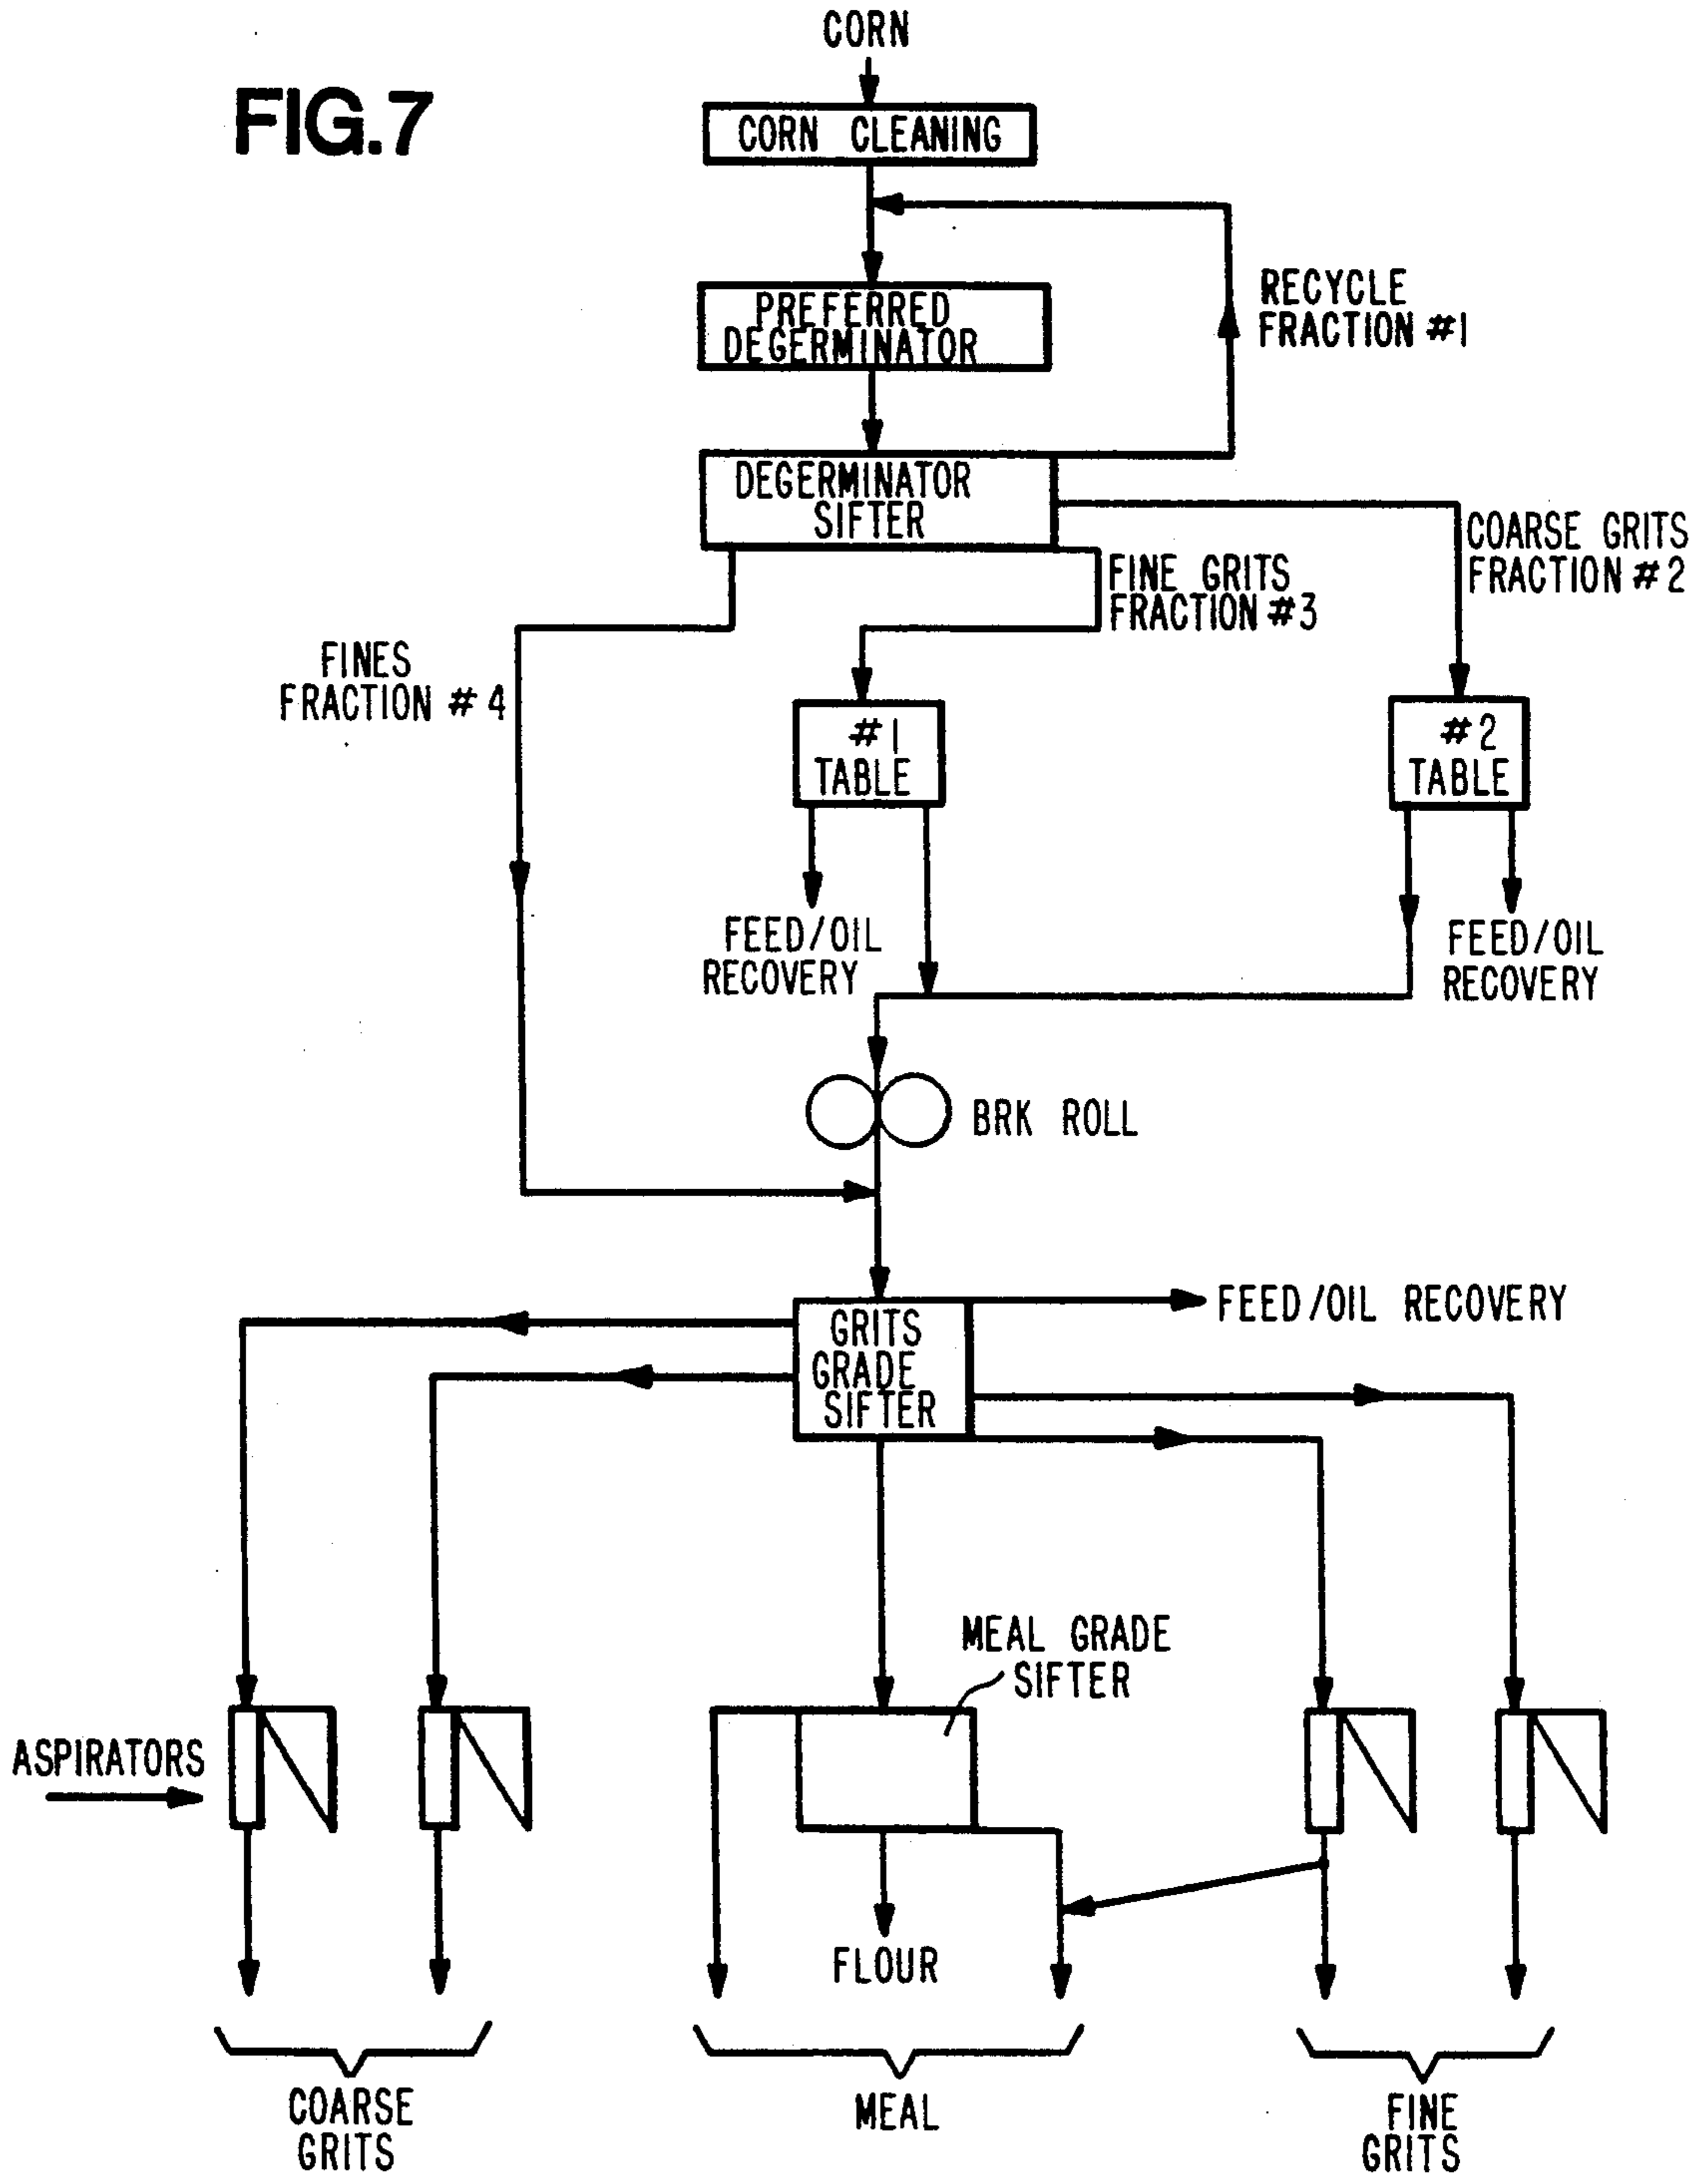 CORN
FIG.7
CORN CLEANING
PREFERRED
DEGERMINATOR
RECYCLE
FRACTION #1
DEGERMINATOR
SIFTER
COARSE GRITS
FRACTION #2
FINE GRITS
FRACTION #3
FINES
FRACTION #4
#1
TABLE
#2
TABLE
FEED/OIL
RECOVERY
FEED/OIL
RECOVERY
BRK ROLL
FEED/OIL RECOVERY
GRITS
GRADE
SIFTER
MEAL GRADE
SIFTER
ASPIRATORS
FLOUR
COARSE
GRITS
MEAL
FINE
GRITS